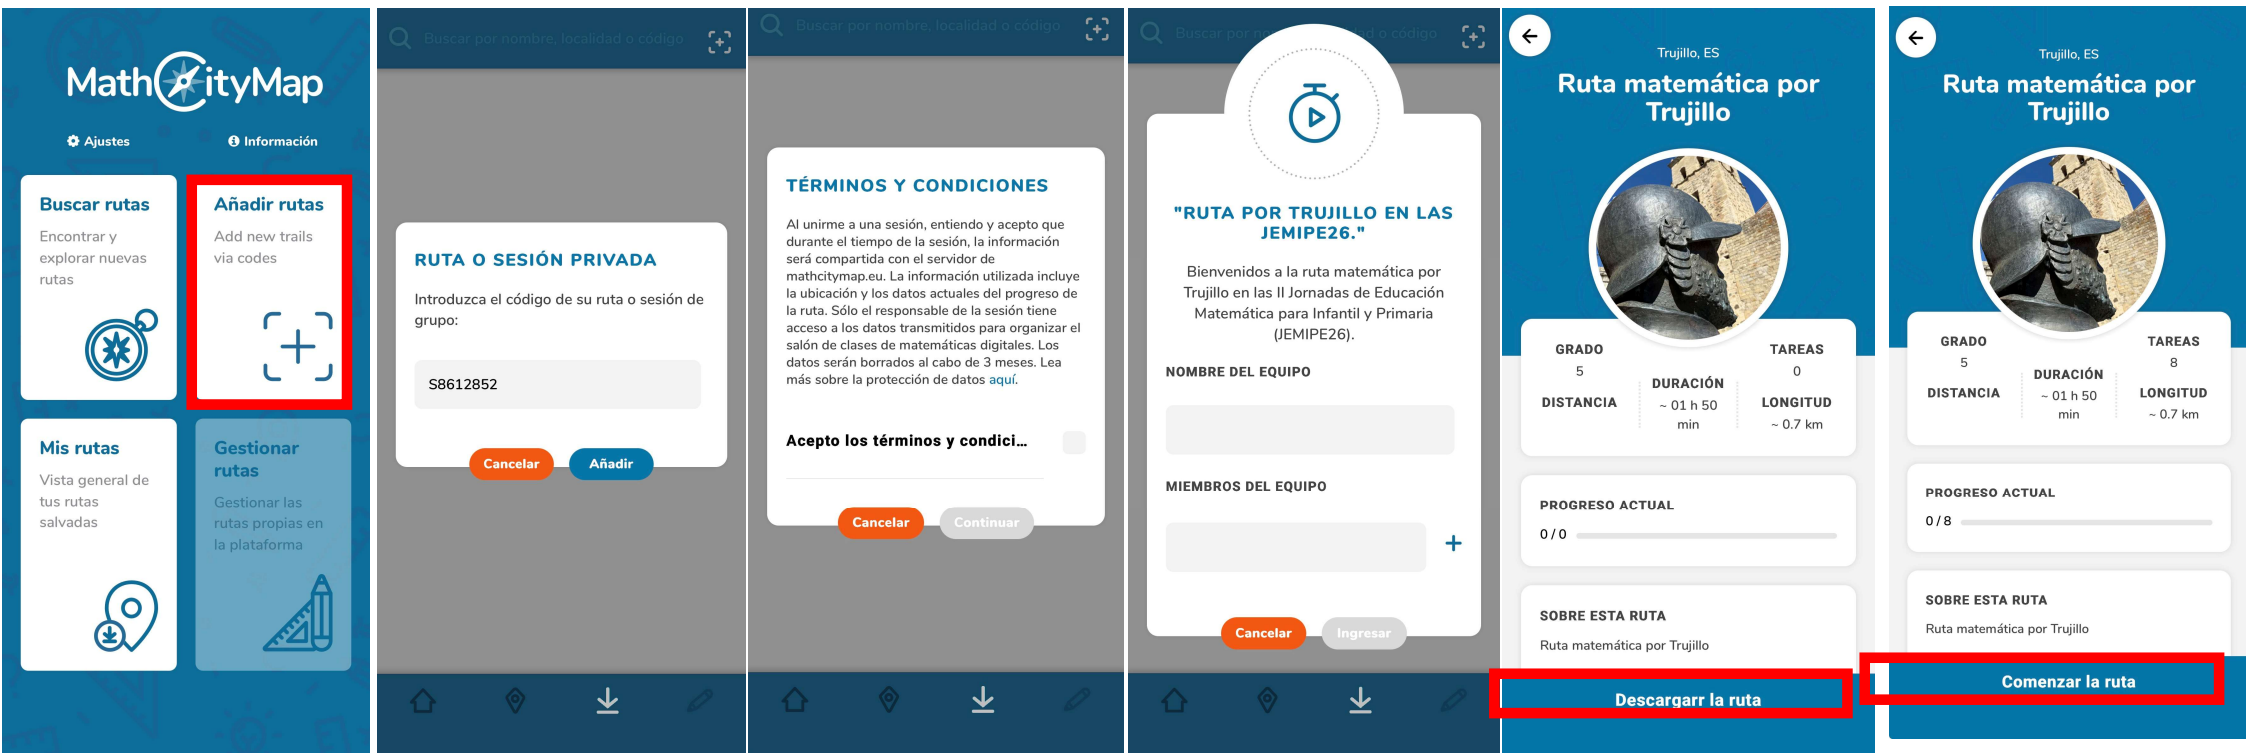 MathCityMap
Ajustes
Información
Buscar rutas
Encontrar y
explorar nuevas
rutas
Añadir rutas
Add new trails
via codes
Mis rutas
Vista general de
tus rutas
salvadas
Gestionar
rutas
Gestionar las
rutas propias en
la plataforma
Buscar por nombre, localidad o código
RUTA O SESIÓN PRIVADA
Introduzca el código de su ruta o sesión de
grupo:
S8612852
Cancelar
Añadir
Buscar por nombre, localidad o código
TÉRMINOS Y CONDICIONES
Al unirme a una sesión, entiendo y acepto que
durante el tiempo de la sesión, la información
será compartida con el servidor de
mathcitymap.eu. La información utilizada incluye
la ubicación y los datos actuales del progreso de
la ruta. Sólo el responsable de la sesión tiene
acceso a los datos transmitidos para organizar el
salón de clases de matemáticas digitales. Los
datos serán borrados al cabo de 3 meses. Lea
más sobre la protección de datos aquí.
Acepto los términos y condici...
Cancelar
Continuar
Buscar por no ad o código
"RUTA POR TRUJILLO EN LAS
JEMIPE26."
Bienvenidos a la ruta matemática por
Trujillo en las II Jornadas de Educación
Matemática para Infantil y Primaria
(JEMIPE26).
NOMBRE DEL EQUIPO
MIEMBROS DEL EQUIPO
Cancelar
Ingresar
Trujillo, ES
Ruta matemática por
Trujillo
GRADO
5
DISTANCIA
DURACIÓN
~ 01 h 50
min
TAREAS
0
LONGITUD
~ 0.7 km
PROGRESO ACTUAL
0 / 0
SOBRE ESTA RUTA
Ruta matemática por Trujillo
Descargarr la ruta
Trujillo, ES
Ruta matemática por
Trujillo
GRADO
5
DISTANCIA
DURACIÓN
~ 01 h 50
min
TAREAS
8
LONGITUD
~ 0.7 km
PROGRESO ACTUAL
0 / 8
SOBRE ESTA RUTA
Ruta matemática por Trujillo
Comenzar la ruta